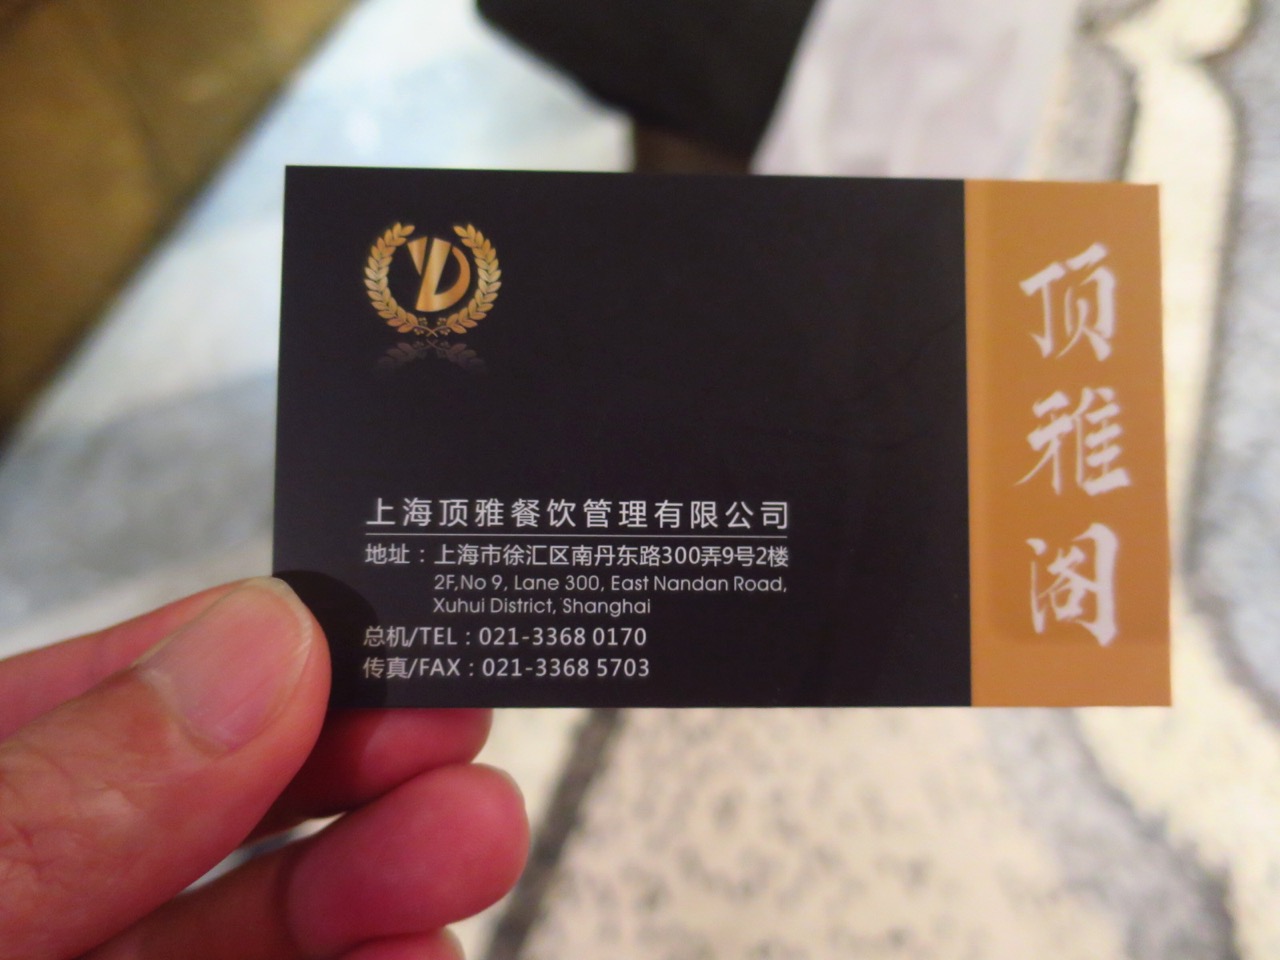 上海顶雅餐饮管理有限公司
地址：上海市徐汇区南丹东路300弄9号2楼
2F,No 9, Lane 300, East Nandan Road,
Xuhui District, Shanghai
总机/TEL：021-3368 0170
传真/FAX：021-3368 5703
顶雅阁